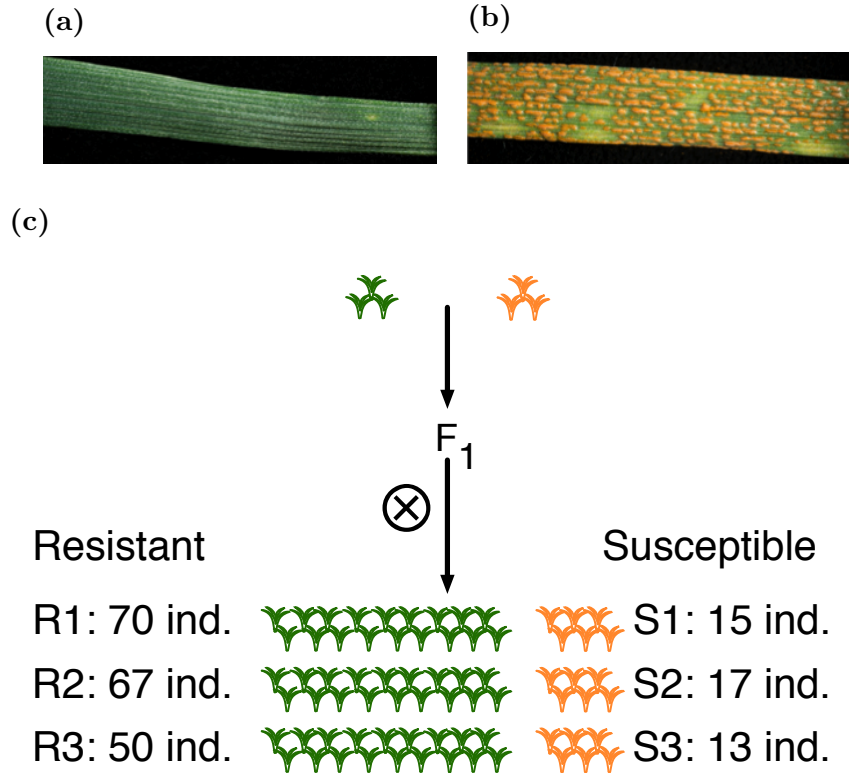 (a)
(b)
(c)
F1
Resistant
Susceptible
R1: 70 ind.
S1: 15 ind.
R2: 67 ind.
S2: 17 ind.
R3: 50 ind.
S3: 13 ind.